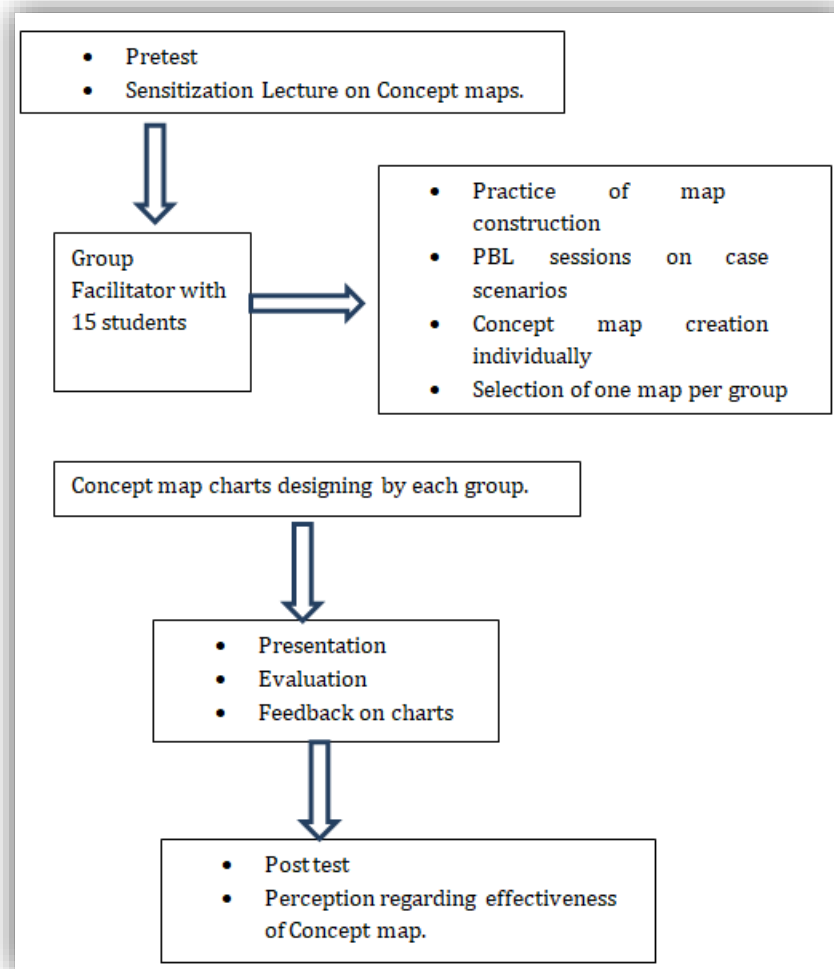 • Pretest
• Sensitization Lecture on Concept maps.
Group
Facilitator with
15 students
• Practice of map
construction
• PBL sessions on case
scenarios
• Concept map creation
individually
• Selection of one map per group
Concept map charts designing by each group.
• Presentation
• Evaluation
• Feedback on charts
• Post test
• Perception regarding effectiveness
of Concept map.